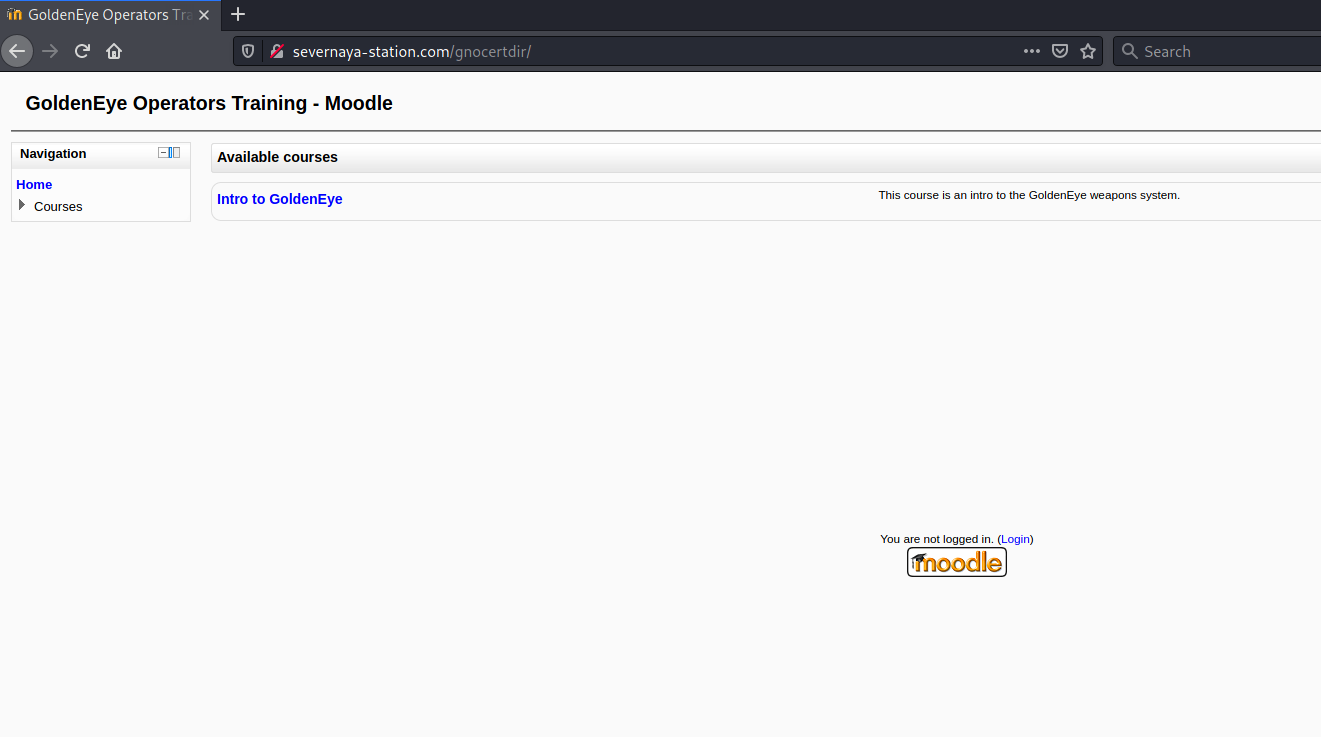 GoldenEye Operators Tra
severnaya-station.com/gnocertdir/
Search
GoldenEye Operators Training - Moodle
Navigation
Home
Courses
Available courses
Intro to GoldenEye
This course is an intro to the GoldenEye weapons system.
You are not logged in. (Login)
moodle